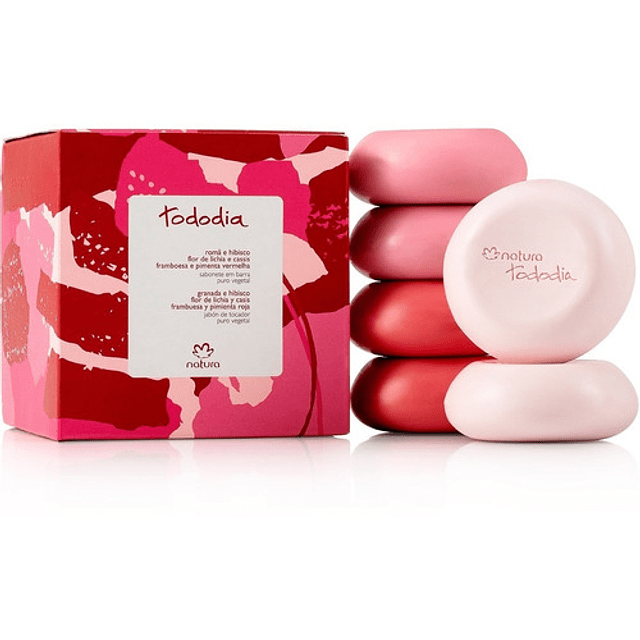 tododia
romã e hibisco
flor de lichia e cassis
framboesa e pimenta vermelha
sabonete em barra
puro vegetal
granada e hibisco
flor de lichia y casis
frambuesa y pimienta roja
jabón de tocador
puro vegetal
natura
natura
tododia